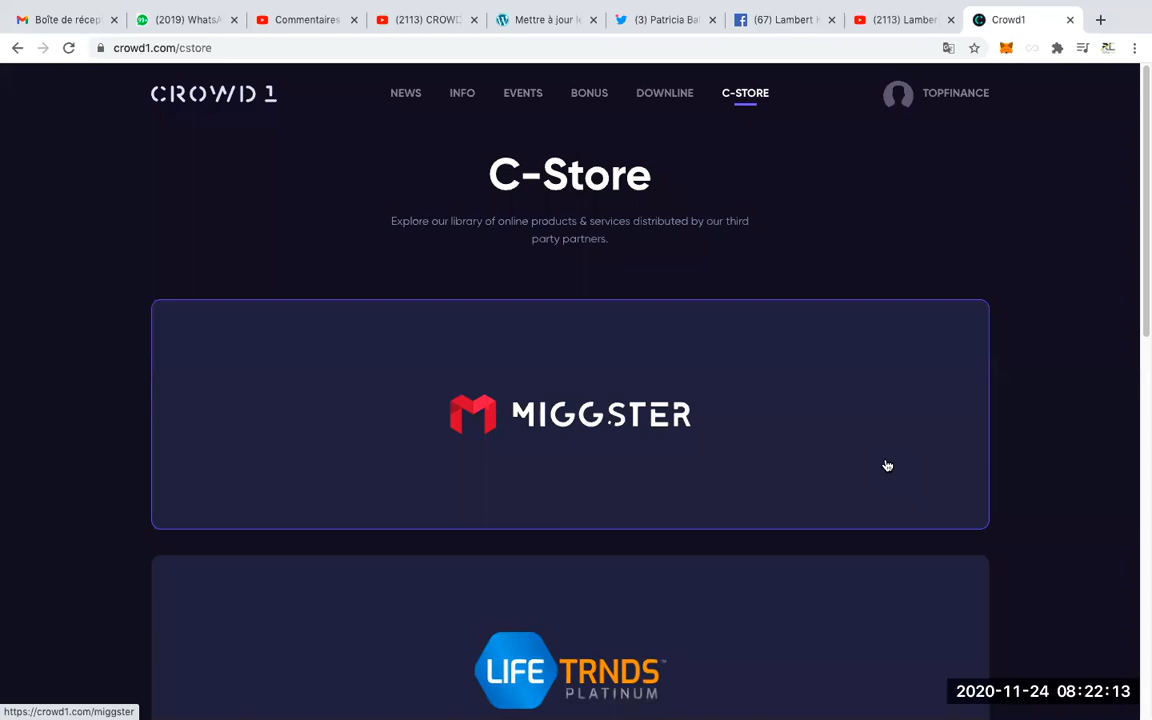 Boîte de récep
(2019) WhatsA
Commentaires
(2113) CROWD
Mettre à jour le
(3) Patricia Ba
(67) Lambert
(2113) Lamber
Crowd1
crowd1.com/cstore
CROWD 1
NEWS
INFO
EVENTS
BONUS
DOWNLINE
C-STORE
TOPFINANCE
C-Store
Explore our library of online products & services distributed by our third
party partners.
MIGGSTER
LIFE TRNDS™
PLATINUM
2020-11-24 08:22:13
https://crowd1.com/miggster